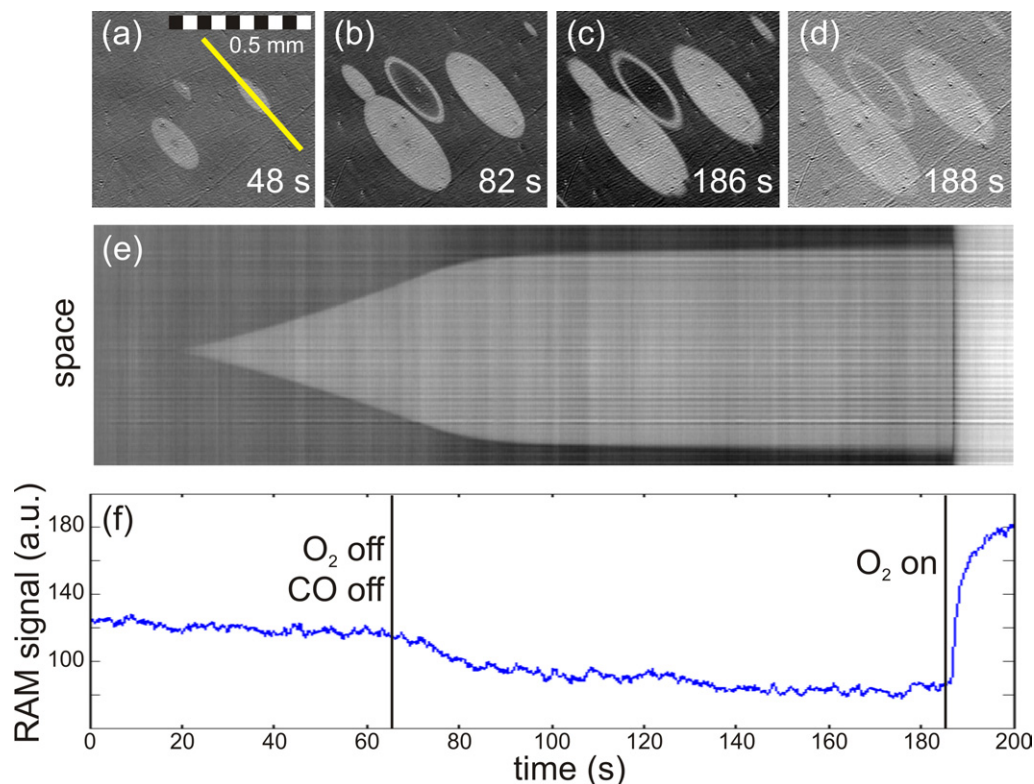 (a)
0.5 mm
48 s
(b)
82 s
(c)
186 s
(d)
188 s
(e)
space
(f)
RAM signal (a.u.)
180
140
100
O₂ off
CO off
O₂ on
0
20
40
60
80
100
120
140
160
180
200
time (s)